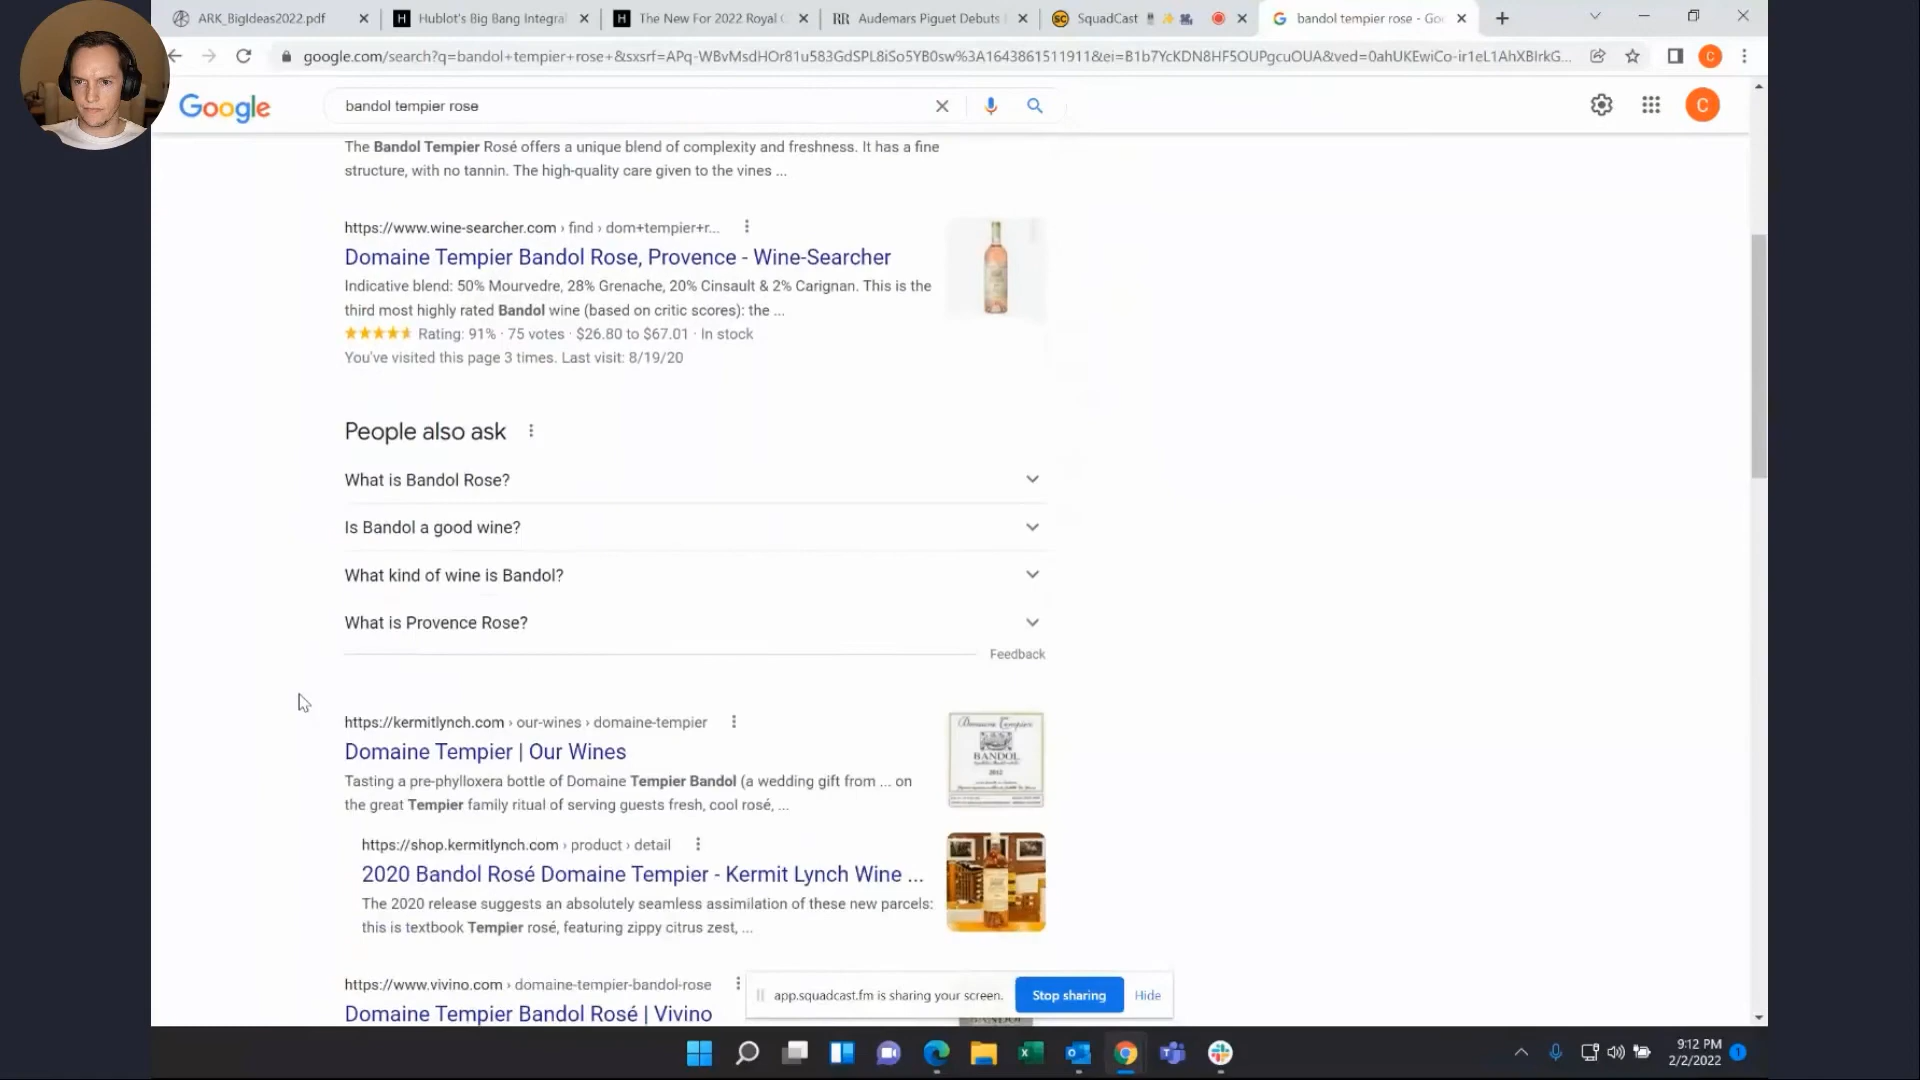 ARK_BigIdeas2022.pdf
Hublot's Big Bang Integral
The New For 2022 Royal
Audemars Piguet Debuts
SquadCast
bandol tempier rose - Goo
google.com/search?q=bandol+tempier+rose+&sxsrf=APq-WBvMsdHOr81u583GdSPL8iSo5YB0sw%3A1643861511911&ei=B1b7YcKDN8HF5OUPgcuOUA&ved=0ahUKEwiCo-ir1eL1AhXBIrkG...
C
Google
bandol tempier rose
C
The Bandol Tempier Rosé offers a unique blend of complexity and freshness. It has a fine
structure, with no tannin. The high-quality care given to the vines ...
https://www.wine-searcher.com › find › dom+tempier+r...
Domaine Tempier Bandol Rose, Provence - Wine-Searcher
Indicative blend: 50% Mourvedre, 28% Grenache, 20% Cinsault & 2% Carignan. This is the
third most highly rated Bandol wine (based on critic scores): the ...
Rating: 91% · 75 votes · $26.80 to $67.01 · In stock
You've visited this page 3 times. Last visit: 8/19/20
People also ask
What is Bandol Rose?
Is Bandol a good wine?
What kind of wine is Bandol?
What is Provence Rose?
Feedback
https://kermitlynch.com › our-wines › domaine-tempier
Domaine Tempier | Our Wines
Tasting a pre-phylloxera bottle of Domaine Tempier Bandol (a wedding gift from ... on
the great Tempier family ritual of serving guests fresh, cool rosé, ...
Domaine Tempier
BANDOL
2012
https://shop.kermitlynch.com › product › detail
2020 Bandol Rosé Domaine Tempier - Kermit Lynch Wine ...
The 2020 release suggests an absolutely seamless assimilation of these new parcels:
this is textbook Tempier rosé, featuring zippy citrus zest, ...
https://www.vivino.com › domaine-tempier-bandol-rose
Domaine Tempier Bandol Rosé | Vivino
app.squadcast.fm is sharing your screen.
Stop sharing
Hide
9:12 PM
2/2/2022
1